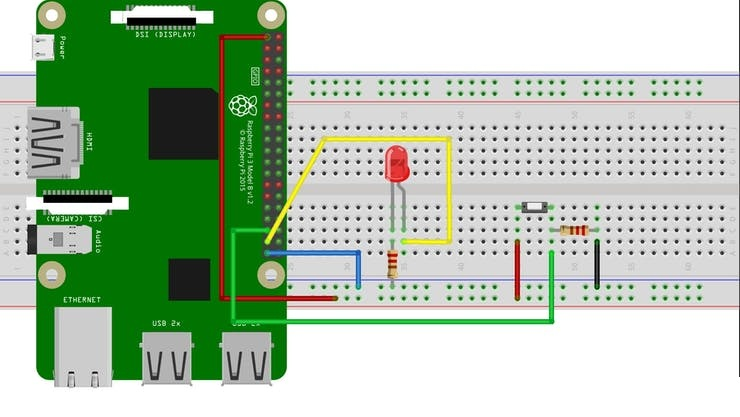 DSI (DISPLAY)
Power
HDMI
GPIO
Raspberry Pi 3 Model B v1.2
© Raspberry Pi 2015
CSI (CAMERA)
Audio
ETHERNET
USB 2x
USB 2x